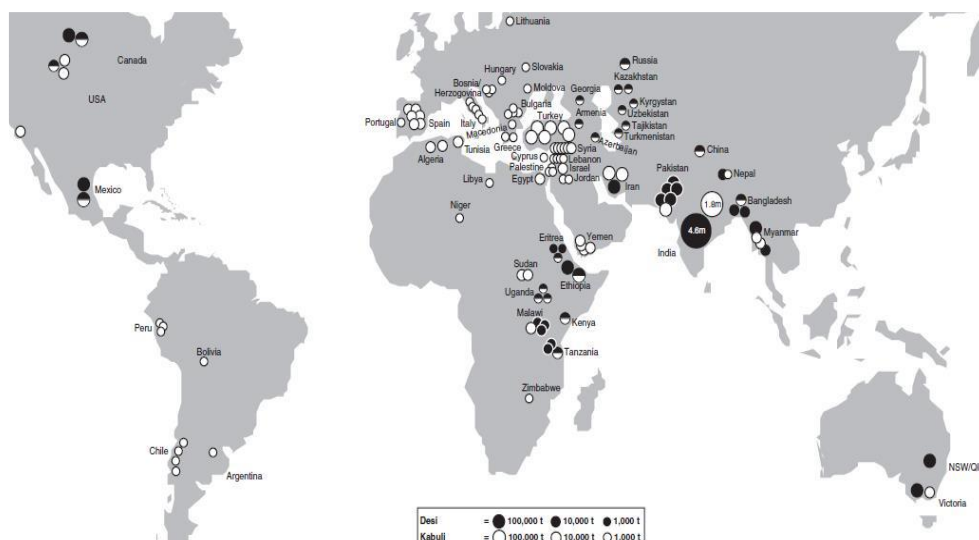 Lithuania
Canada
Russia
Slovakia
Hungary
Kazakhstan
Moldova
Bosnia/
Herzogovina
Georgia
USA
Kyrgystan
Bulgaria
Uzbekistan
Armenia
Portugal
Spain
Italy
Macedonia
Turkey
Tajikistan
Turkmenistan
Azerbaijan
Greece
Syria
Algeria
Tunisia
Cyprus
Lebanon
China
Palestine
Israel
Pakistan
Nepal
Libya
Egypt
Jordan
Iran
Mexico
1.8m
Bangladesh
Niger
4.6m
Myanmar
Eritrea
Yemen
India
Sudan
Ethiopia
Uganda
Malawi
Kenya
Peru
Tanzania
Bolivia
Zimbabwe
Chile
Argentina
NSW/Ql
Victoria
Desi = 100,000 t 10,000 t 1,000 t
Kabuli = 100,000 t 10,000 t 1,000 t